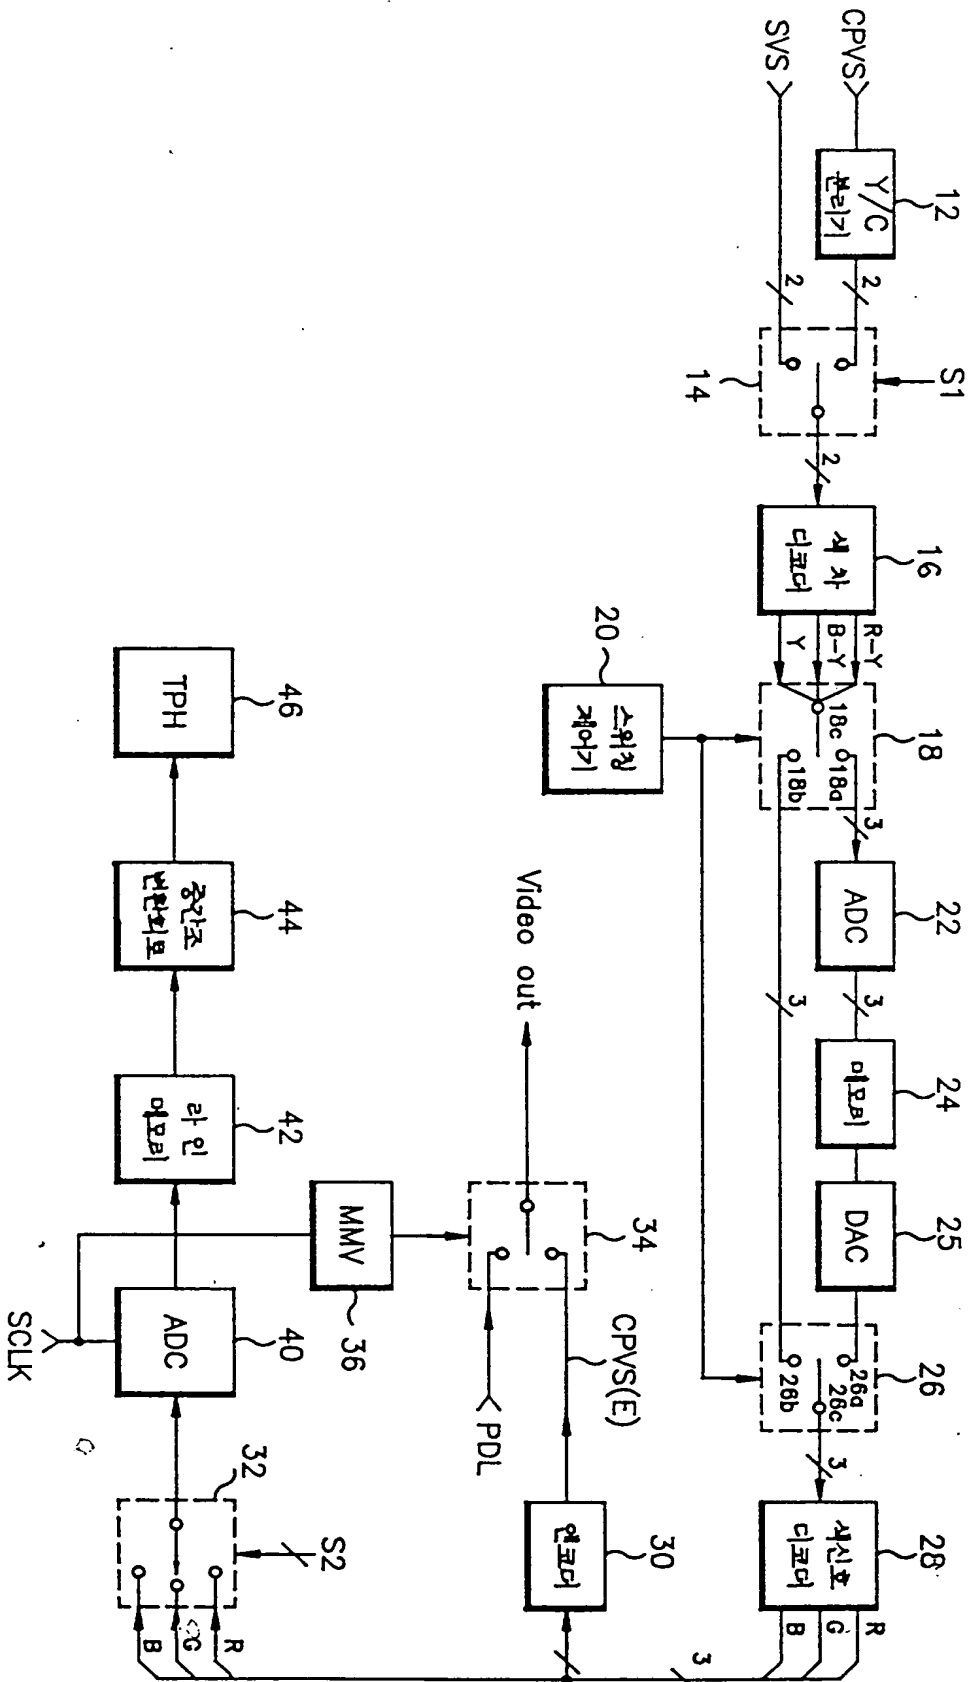 CPVS
SVS
Y/C
분리기
12
2
2
14
S1
2
색 차
디코더
16
R-Y
B-Y
Y
18
18c
18a
18b
스위칭
제어기
20
3
ADC
22
3
3
메모리
24
DAC
25
26
26a
26c
26b
3
색신호
디코더
28
R
G
B
3
엔코더
30
CPVS(E)
PDL
34
Video out
MMV
36
S2
32
R
G
B
ADC
40
SCLK
라 인
메모리
42
중간조
변환회로
44
TPH
46